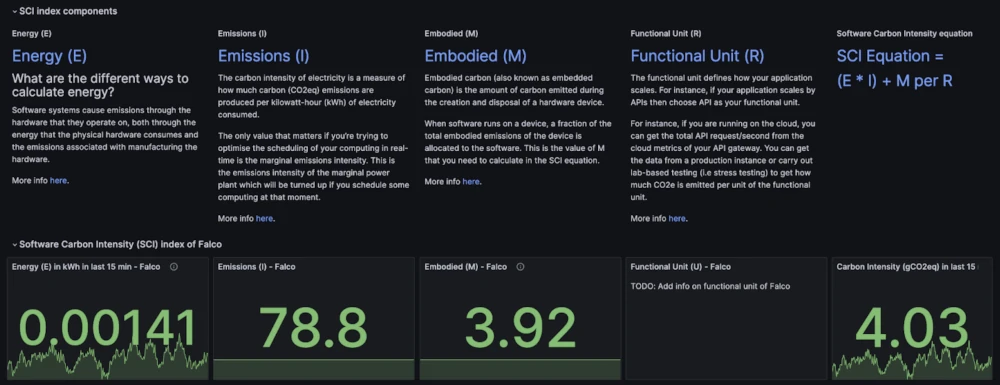 SCI index components
Energy (E)
Energy (E)
What are the different ways to
calculate energy?
Software systems cause emissions through the
hardware that they operate on, both through the
energy that the physical hardware consumes and
the emissions associated with manufacturing the
hardware.
More info here.
Emissions (I)
Emissions (I)
The carbon intensity of electricity is a measure of
how much carbon (CO2eq) emissions are
produced per kilowatt-hour (kWh) of electricity
consumed.
The only value that matters if you're trying to
optimise the scheduling of your computing in real-
time is the marginal emissions intensity. This is
the emissions intensity of the marginal power
plant which will be turned up if you schedule some
computing at that moment.
More info here.
Embodied (M)
Embodied (M)
Embodied carbon (also known as embedded
carbon) is the amount of carbon emitted during
the creation and disposal of a hardware device.
When software runs on a device, a fraction of the
total embodied emissions of the device is
allocated to the software. This is the value of M
that you need to calculate in the SCI equation.
More info here.
Functional Unit (R)
Functional Unit (R)
The functional unit defines how your application
scales. For instance, if your application scales by
APIs then choose API as your functional unit.
For instance, if you are running on the cloud, you
can get the total API request/second from the
cloud metrics of your API gateway. You can get
the data from a production instance or carry out
lab-based testing (i.e stress testing) to get how
much CO2e is emitted per unit of the functional
unit.
More info here.
Software Carbon Intensity equation
SCI Equation =
(E * I) + M per R
Software Carbon Intensity (SCI) index of Falco
Energy (E) in kWh in last 15 min - Falco
0.00141
Emissions (I) - Falco
78.8
Embodied (M) - Falco
3.92
Functional Unit (U) - Falco
TODO: Add info on functional unit of Falco
Carbon Intensity (gCO2eq) in last 15
4.03